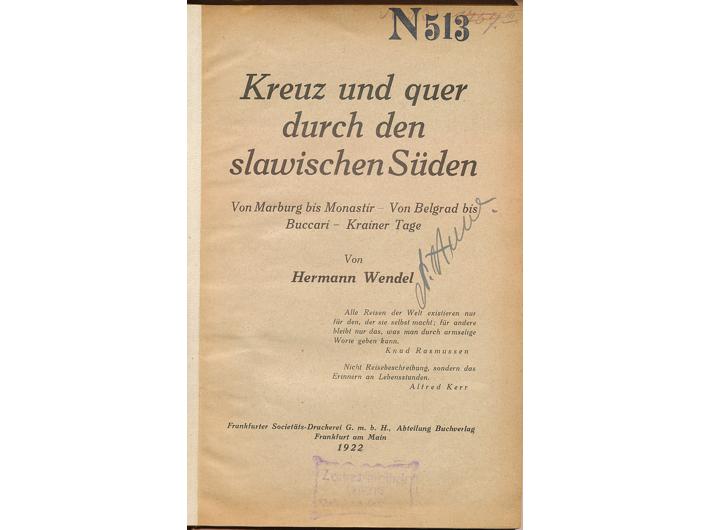 N513
Kreuz und quer
durch den
slawischen Süden
Von Marburg bis Monastir – Von Belgrad bis
Buccari – Krainer Tage
Von
Hermann Wendel
Alle Reisen der Welt existieren nur
für den, der sie selbst macht; für andere
bleibt nur das, was man durch armselige
Worte geben kann.
Knud Rasmussen
Nicht Reisebeschreibung, sondern das
Erinnern an Lebensstunden.
Alfred Kerr
Frankfurter Societäts-Druckerei G. m. b. H., Abteilung Buchverlag
Frankfurt am Main
1922